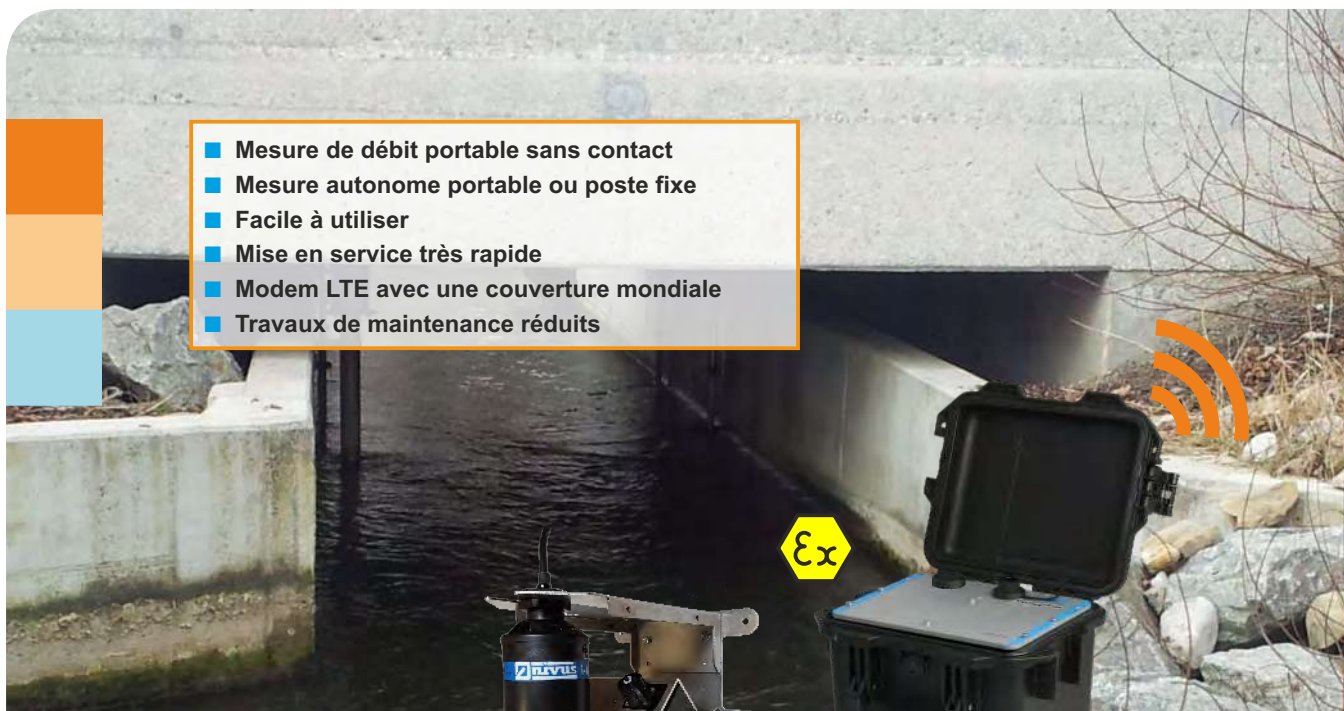 Mesure de débit portable sans contact
Mesure autonome portable ou poste fixe
Facile à utiliser
Mise en service très rapide
Modem LTE avec une couverture mondiale
Travaux de maintenance réduits
Ex
nivus